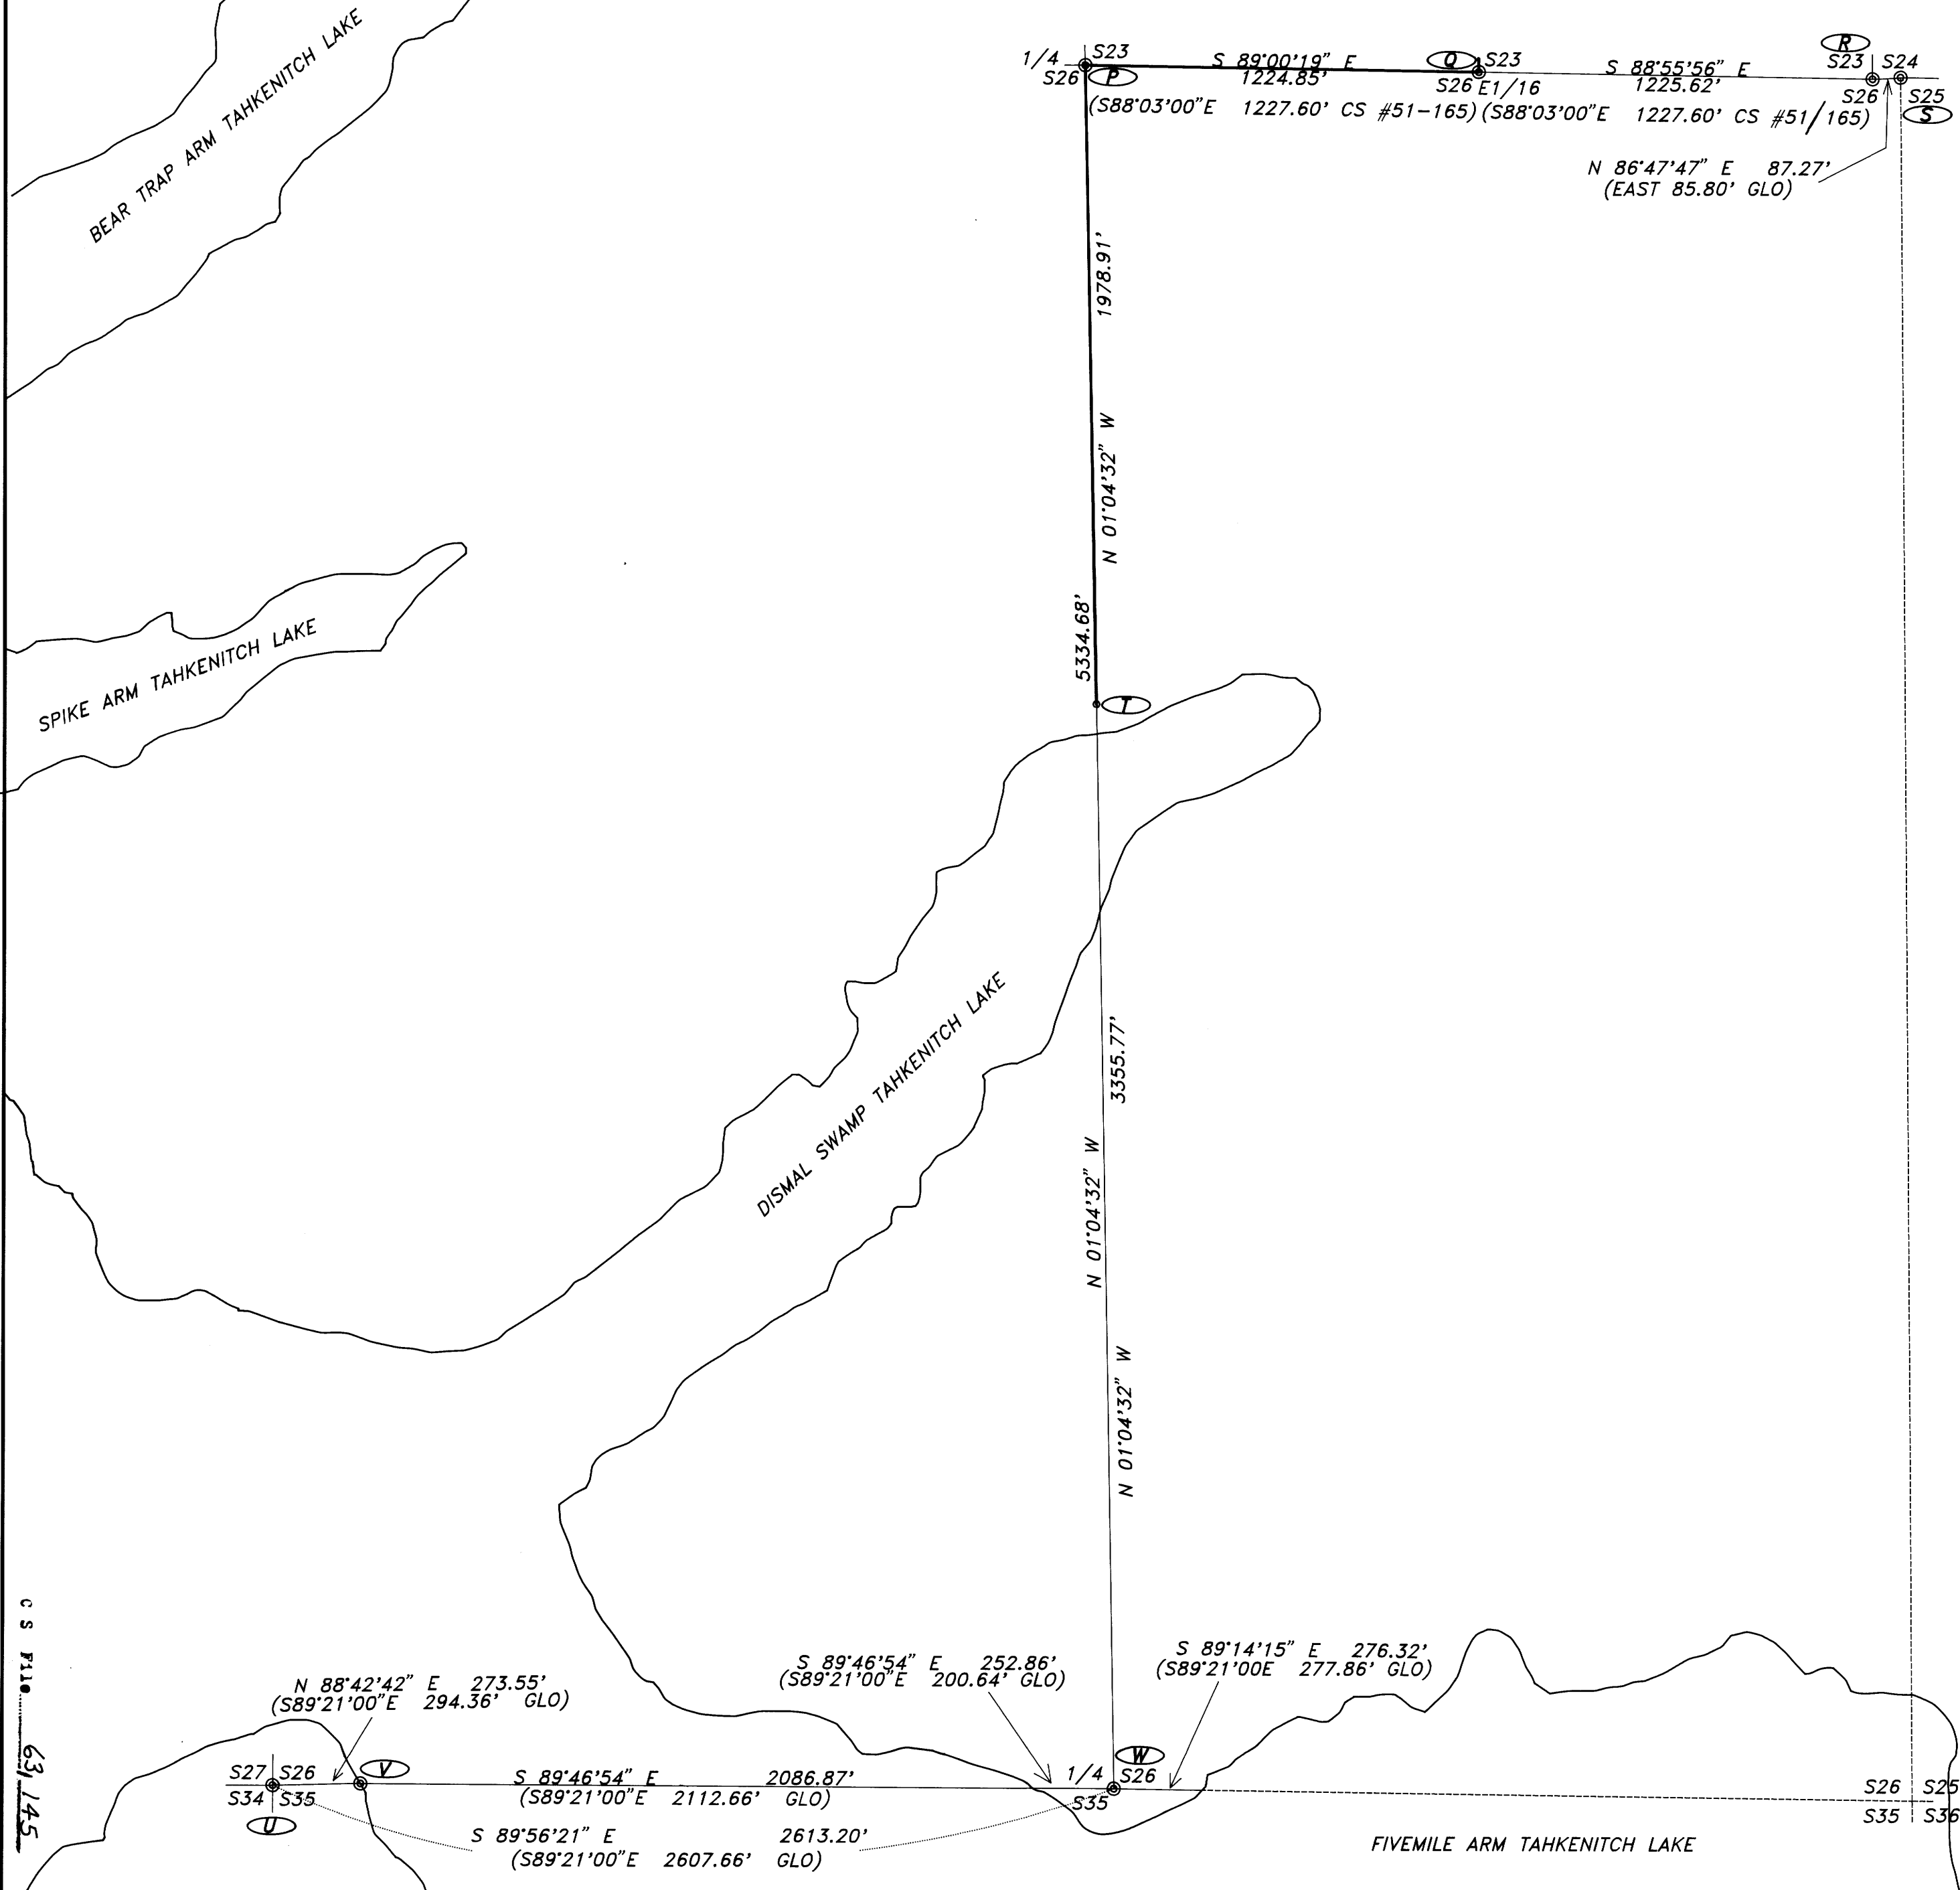 BEAR TRAP ARM TAHKENITCH LAKE
1/4
S23
S26
P
S 89°00'19" E
1224.85'
(S88°03'00"E 1227.60' CS #51-165)
Q
S23
S26
E1/16
S 88°55'56" E
1225.62'
(S88°03'00"E 1227.60' CS #51/165)
R
S23
S24
S26
S25
S
N 86°47'47" E 87.27'
(EAST 85.80' GLO)
1978.91'
N 01°04'32" W
5334.68'
T
SPIKE ARM TAHKENITCH LAKE
DISMAL SWAMP TAHKENITCH LAKE
3355.77'
N 01°04'32" W
N 01°04'32" W
N 88°42'42" E 273.55'
(S89°21'00"E 294.36' GLO)
S 89°46'54" E 252.86'
(S89°21'00"E 200.64' GLO)
S 89°14'15" E 276.32'
(S89°21'00E 277.86' GLO)
S27
S26
S34
S35
U
V
S 89°46'54" E 2086.87'
(S89°21'00"E 2112.66' GLO)
1/4
W
S26
S35
S26
S25
S35
S36
S 89°56'21" E 2613.20'
(S89°21'00"E 2607.66' GLO)
FIVEMILE ARM TAHKENITCH LAKE
C S File 63/145